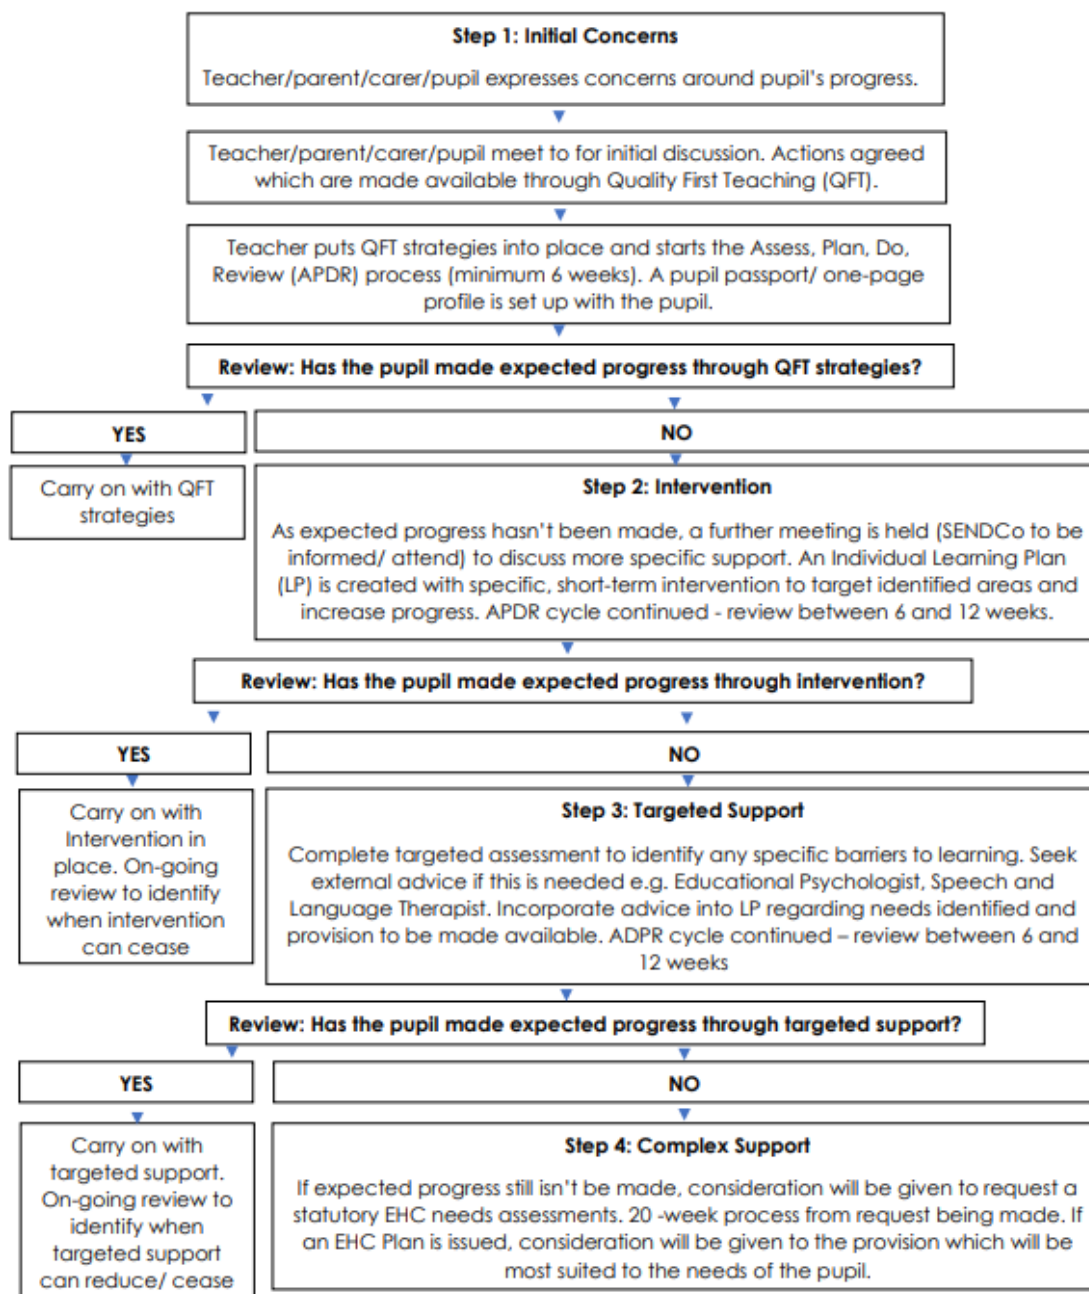 Step 1: Initial Concerns
Teacher/parent/carer/pupil expresses concerns around pupil's progress.
Teacher/parent/carer/pupil meet to for initial discussion. Actions agreed
which are made available through Quality First Teaching (QFT).
Teacher puts QFT strategies into place and starts the Assess, Plan, Do,
Review (APDR) process (minimum 6 weeks). A pupil passport/ one-page
profile is set up with the pupil.
Review: Has the pupil made expected progress through QFT strategies?
YES
NO
Carry on with QFT
strategies
Step 2: Intervention
As expected progress hasn't been made, a further meeting is held (SENDCo to be
informed/ attend) to discuss more specific support. An Individual Learning Plan
(LP) is created with specific, short-term intervention to target identified areas and
increase progress. APDR cycle continued - review between 6 and 12 weeks.
Review: Has the pupil made expected progress through intervention?
YES
NO
Carry on with
Intervention in
place. On-going
review to identify
when intervention
can cease
Step 3: Targeted Support
Complete targeted assessment to identify any specific barriers to learning. Seek
external advice if this is needed e.g. Educational Psychologist, Speech and
Language Therapist. Incorporate advice into LP regarding needs identified and
provision to be made available. ADPR cycle continued – review between 6 and
12 weeks
Review: Has the pupil made expected progress through targeted support?
YES
NO
Carry on with
targeted support.
On-going review to
identify when
targeted support
can reduce/ cease
Step 4: Complex Support
If expected progress still isn't be made, consideration will be given to request a
statutory EHC needs assessments. 20 -week process from request being made. If
an EHC Plan is issued, consideration will be given to the provision which will be
most suited to the needs of the pupil.